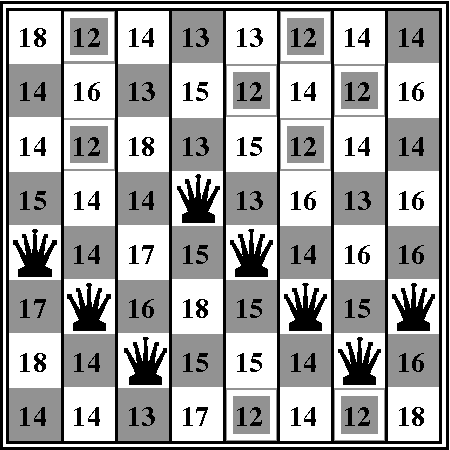 18 12 14 13 13 12 14 14
14 16 13 15 12 14 12 16
14 12 18 13 15 12 14 14
15 14 14 13 16 13 16
14 17 15 14 16 16
17 16 18 15 15
18 14 15 15 14 16
14 14 13 17 12 14 12 18